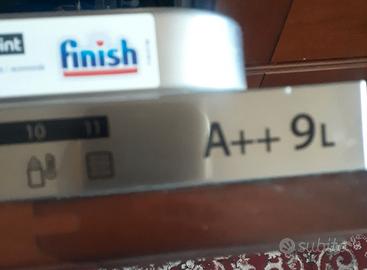 int
finish
10 11
A++ 9L
subito